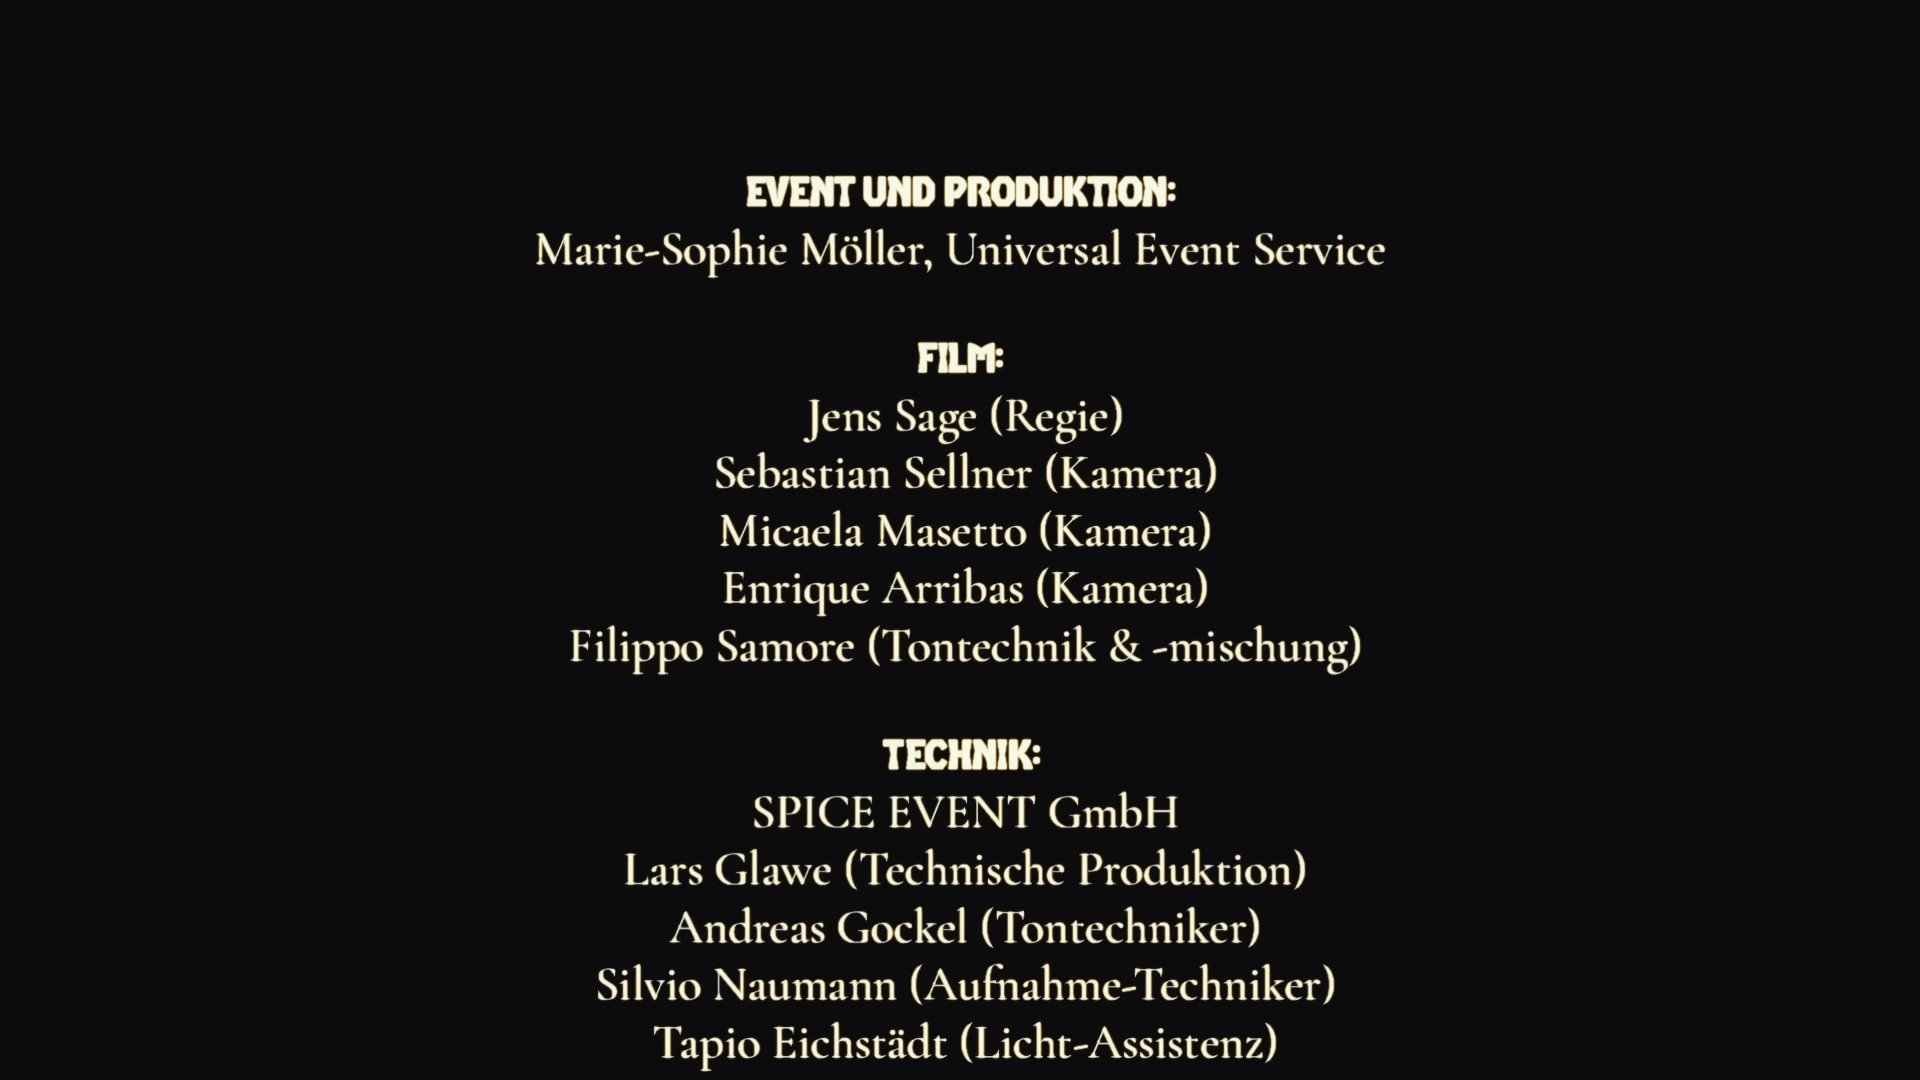 EVENT UND PRODUKTION:
Marie-Sophie Möller, Universal Event Service
FILM:
Jens Sage (Regie)
Sebastian Sellner (Kamera)
Micaela Masetto (Kamera)
Enrique Arribas (Kamera)
Filippo Samore (Tontechnik & -mischung)
TECHNIK:
SPICE EVENT GmbH
Lars Glawe (Technische Produktion)
Andreas Gockel (Tontechniker)
Silvio Naumann (Aufnahme-Techniker)
Tapio Eichstädt (Licht-Assistenz)